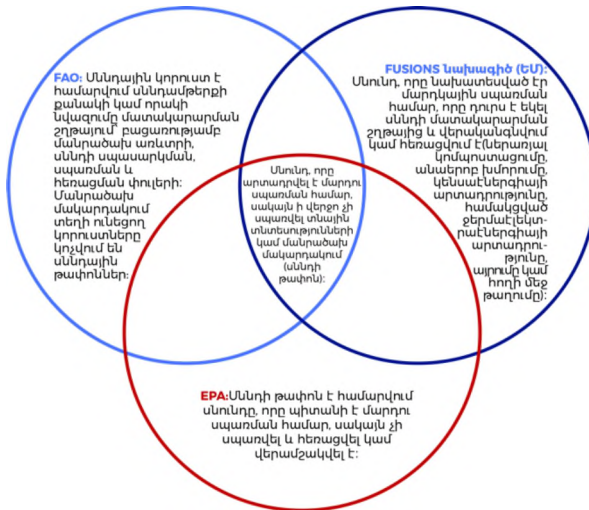 FAO: Սննդային կորուստ է
համարվում սննդամթերքի
քանակի կամ որակի
նվազումը մատակարարման
շղթայում՝ բացառությամբ
մանրածախ առևտրի,
սննդի սպասարկման,
սպառման և
հեռացման փուլերի:
Մանրածախ
մակարդակում
տեղի ունեցող
կորուստները
կոչվում են
սննդային
թափոններ:
Սնունդ, որը
արտադրվել է մարդու
սպառման համար,
սակայն ի վերջո չի
սպառվել տնային
տնտեսությունների
կամ մանրածախ
մակարդակում
(սննդի
թափոն):
FUSIONS նախագիծ (ԵՄ):
Սնունդ, որը նախատեսված էր
մարդկային սպառման
համար, որը դուրս է եկել
սննդի մատակարարման
շղթայից և վերականգնվում
կամ հեռացվում է(ներառյալ
կոմպոստացումը,
անաերոբ խմորումը,
կենսաէներգիայի
արտադրությունը,
համակցված
ջերմաէլեկտ-
րաէներգիայի
արտադրու-
թյունը,
այրումը կամ
հողի մեջ
թաղումը):
EPA:Սննդի թափոն է համարվում
սնունդը, որը պիտանի է մարդու
սպառման համար, սակայն չի
սպառվել և հեռացվել կամ
վերամշակվել է: